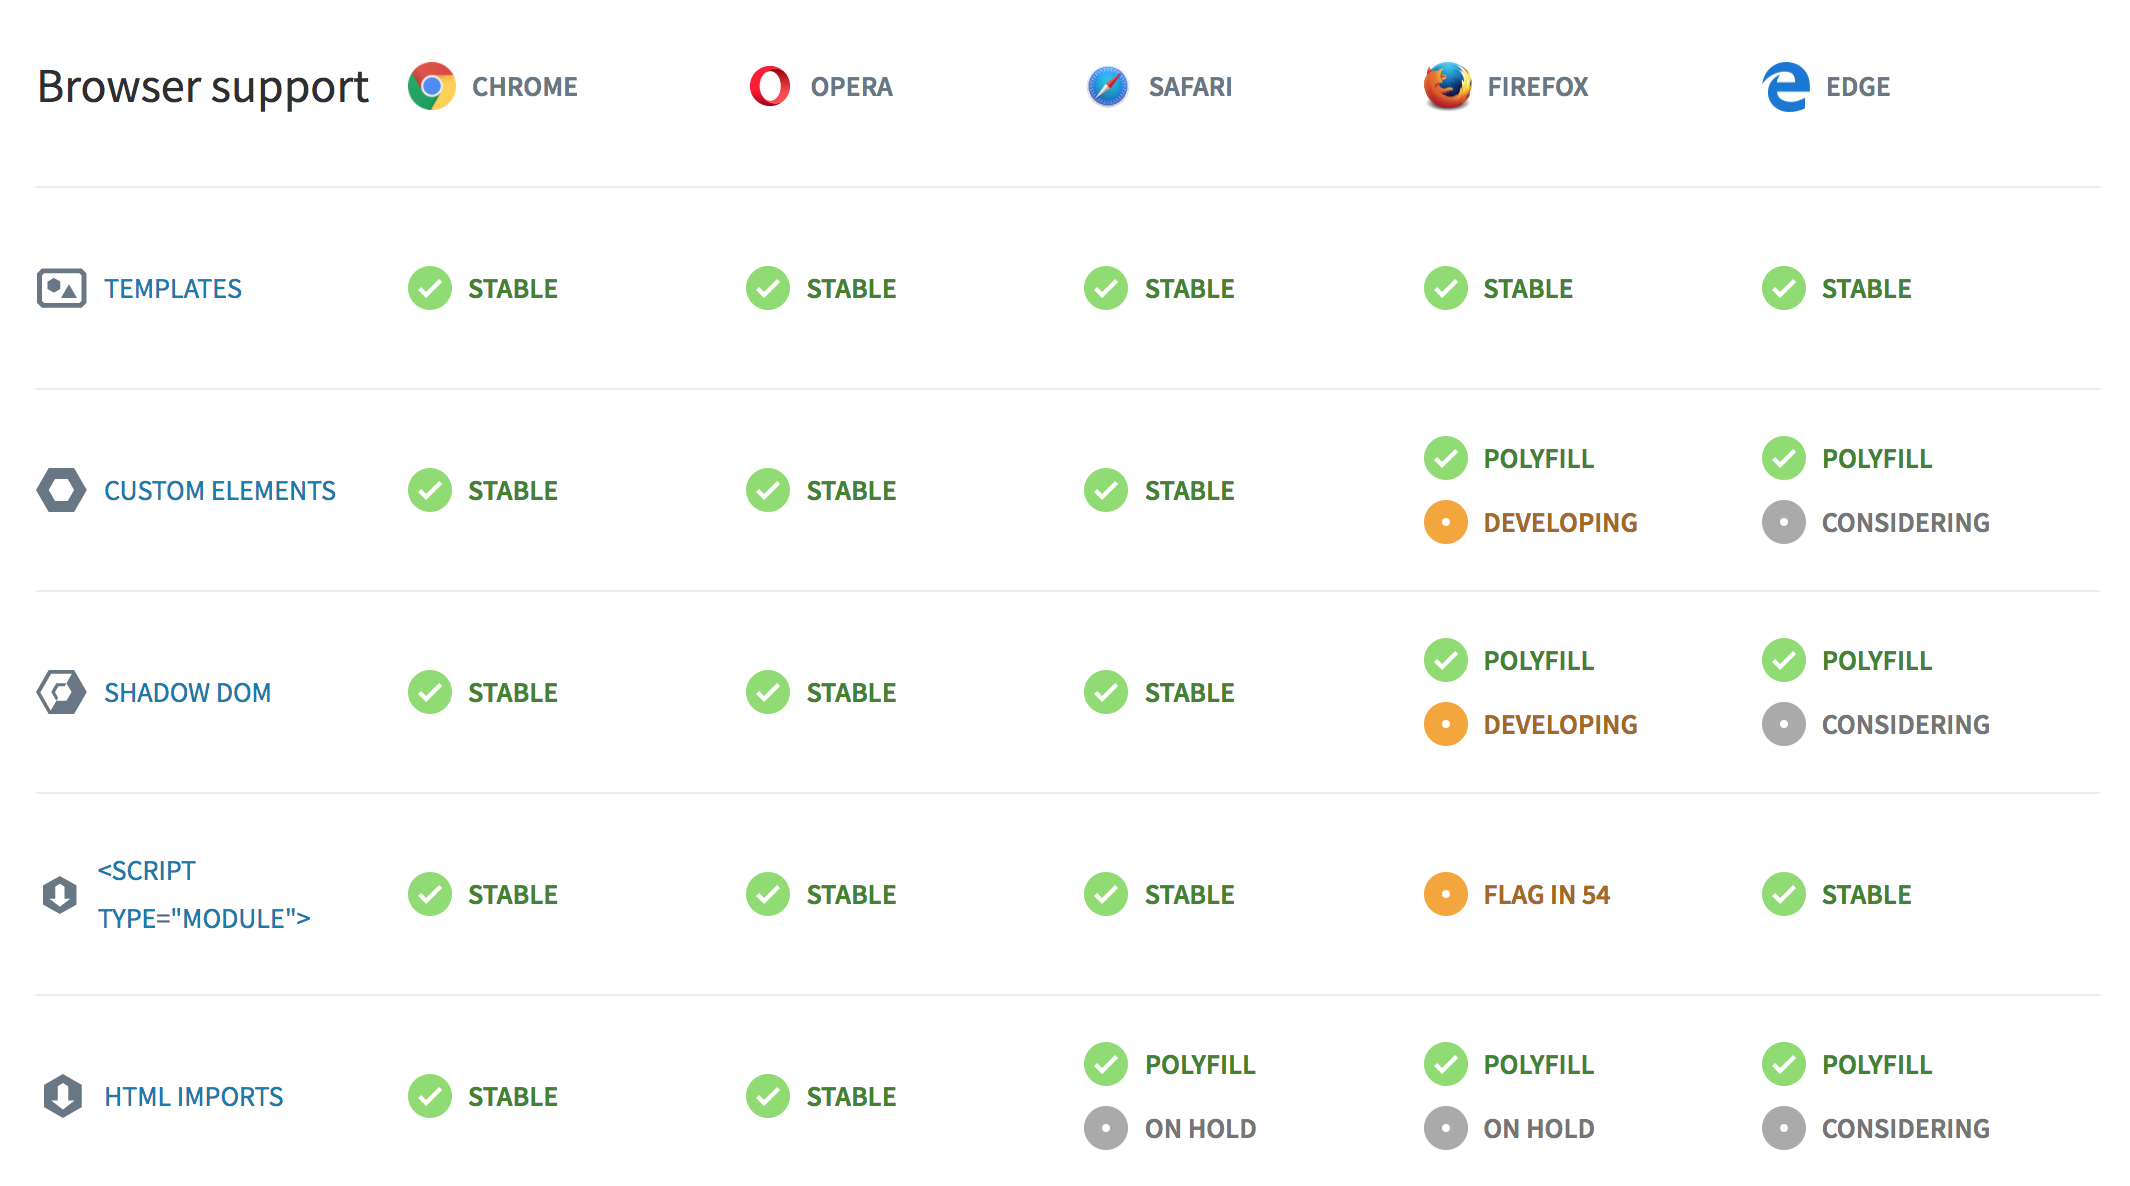 Browser support CHROME OPERA SAFARI FIREFOX EDGE
TEMPLATES STABLE STABLE STABLE STABLE STABLE
CUSTOM ELEMENTS STABLE STABLE STABLE POLYFILL POLYFILL
DEVELOPING CONSIDERING
SHADOW DOM STABLE STABLE STABLE POLYFILL POLYFILL
DEVELOPING CONSIDERING
<SCRIPT
TYPE="MODULE"> STABLE STABLE STABLE FLAG IN 54 STABLE
HTML IMPORTS STABLE STABLE POLYFILL POLYFILL POLYFILL
ON HOLD ON HOLD CONSIDERING